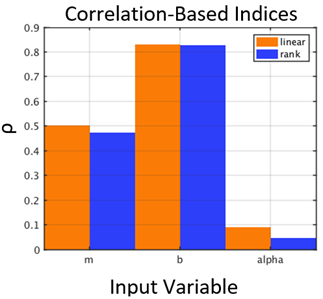 Correlation-Based Indices
0.9
0.8
0.7
0.6
0.5
0.4
0.3
0.2
0.1
0
ρ
linear
rank
m b alpha
Input Variable